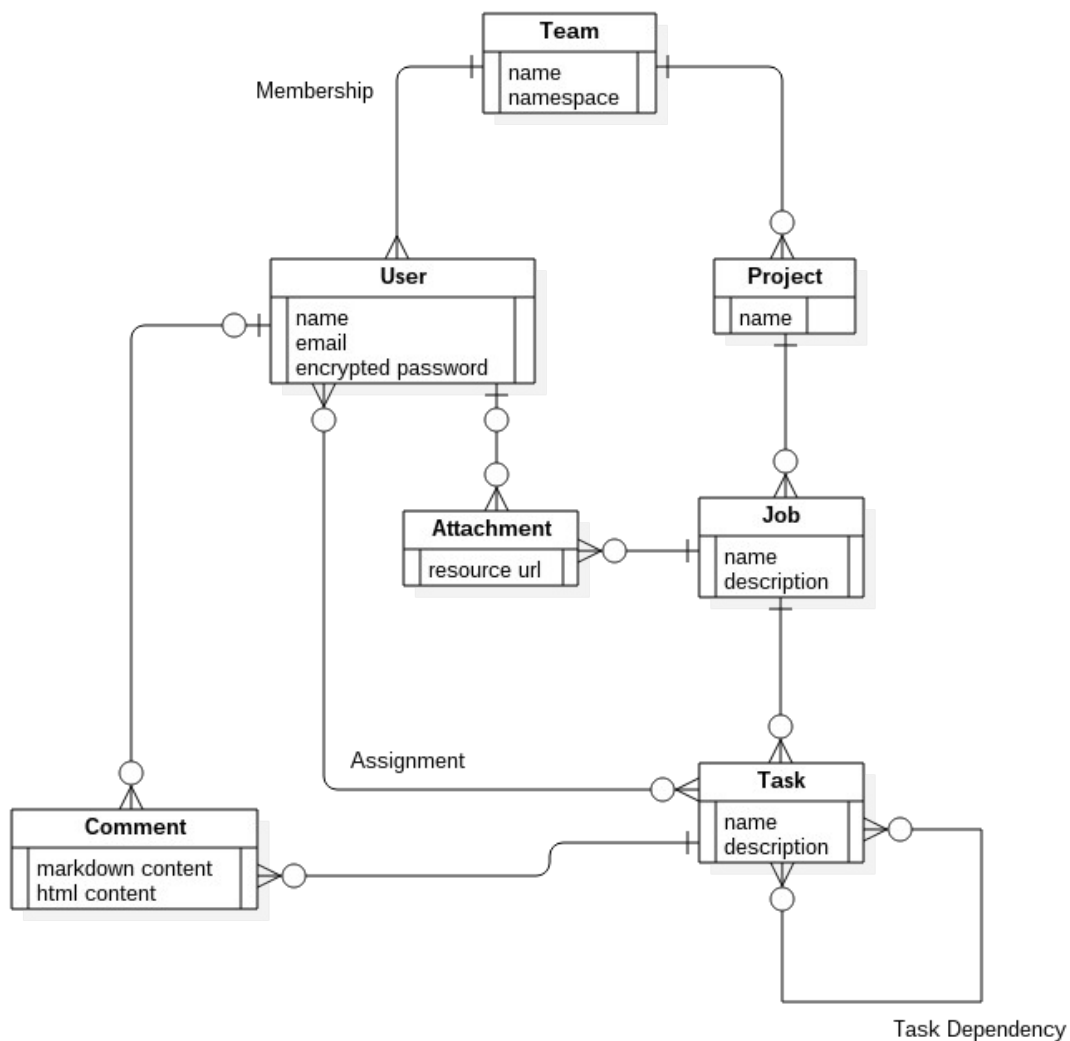 Team
name
namespace
Membership
User
name
email
encrypted password
Project
name
Attachment
resource url
Job
name
description
Assignment
Task
name
description
Comment
markdown content
html content
Task Dependency